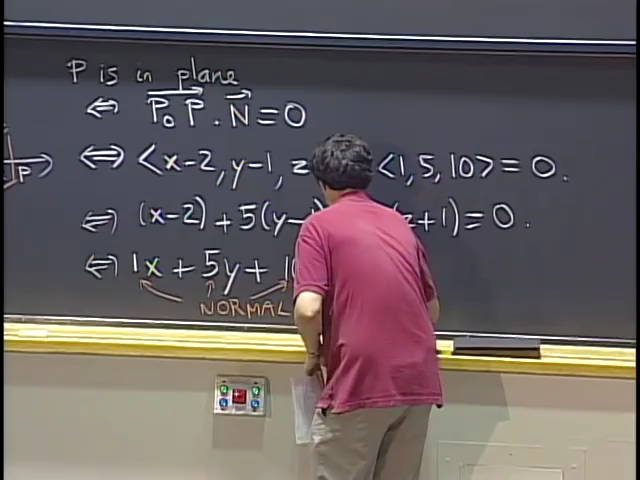 P is in plane
⇔ P₀P · N = 0
P ⇔ <x-2, y-1, z <1, 5, 10> = 0.
⇔ (x-2) + 5(y-1) z+1) = 0.
⇔ 1x + 5y + 1
NORMAL